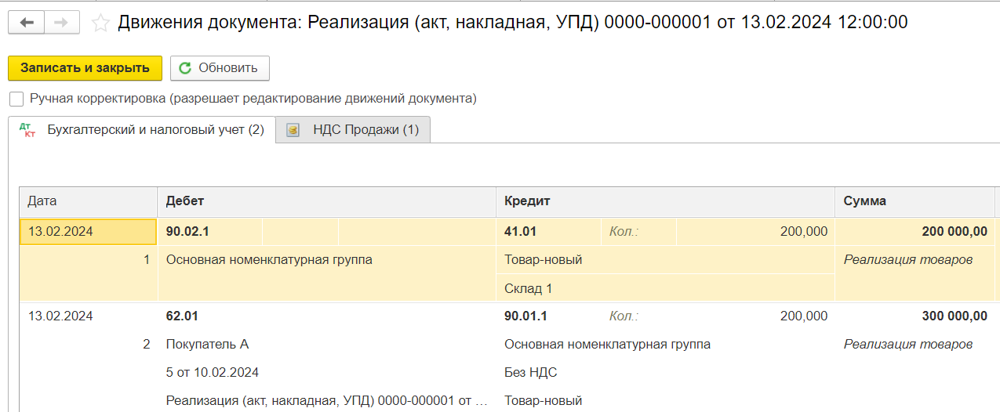 Движения документа: Реализация (акт, накладная, УПД) 0000-000001 от 13.02.2024 12:00:00
Записать и закрыть Обновить
Ручная корректировка (разрешает редактирование движений документа)
Дт Кт Бухгалтерский и налоговый учет (2) НДС Продажи (1)
Дата Дебет Кредит Сумма
13.02.2024 90.02.1 41.01 Кол.: 200,000 200 000,00
1 Основная номенклатурная группа Товар-новый Реализация товаров
Склад 1
13.02.2024 62.01 90.01.1 Кол.: 200,000 300 000,00
2 Покупатель А Основная номенклатурная группа Реализация товаров
5 от 10.02.2024 Без НДС
Реализация (акт, накладная, УПД) 0000-000001 от ... Товар-новый